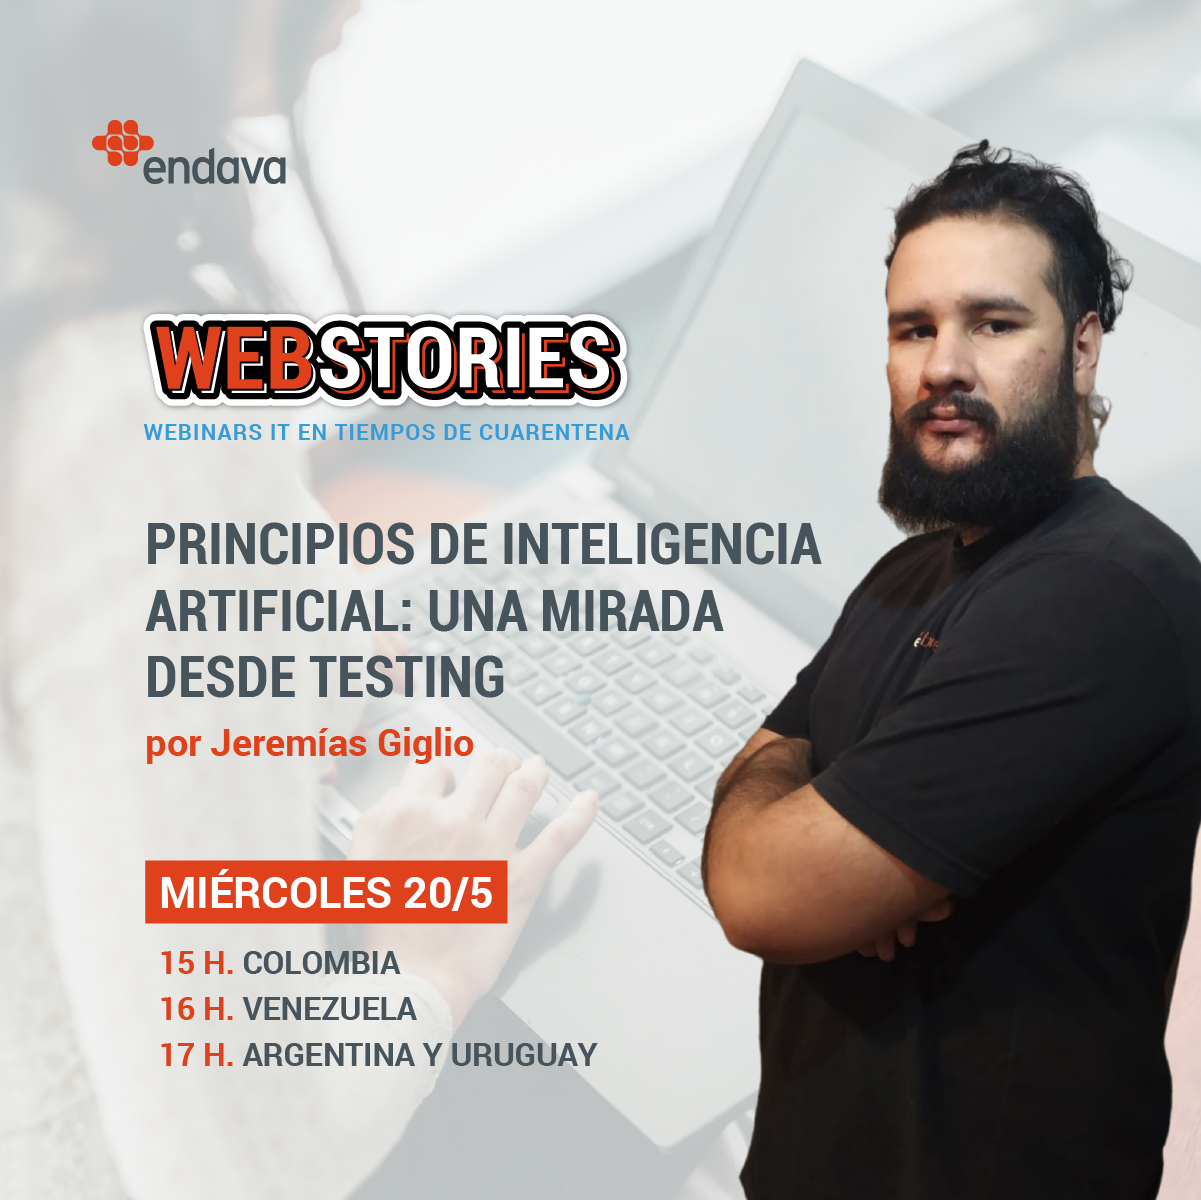 endava
WEBSTORIES
WEBINARS IT EN TIEMPOS DE CUARENTENA
PRINCIPIOS DE INTELIGENCIA
ARTIFICIAL: UNA MIRADA
DESDE TESTING
por Jeremías Giglio
MIÉRCOLES 20/5
15 H. COLOMBIA
16 H. VENEZUELA
17 H. ARGENTINA Y URUGUAY